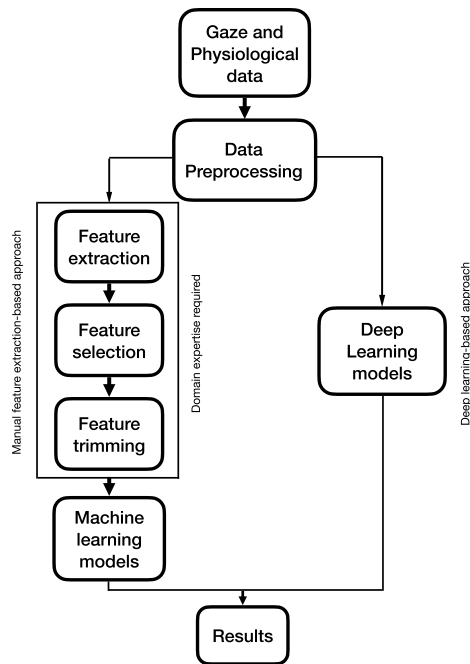 Gaze and
Physiological
data
Data
Preprocessing
Manual feature extraction-based approach
Feature
extraction
Feature
selection
Feature
trimming
Domain expertise required
Machine
learning
models
Deep
Learning
models
Deep learning-based approach
Results